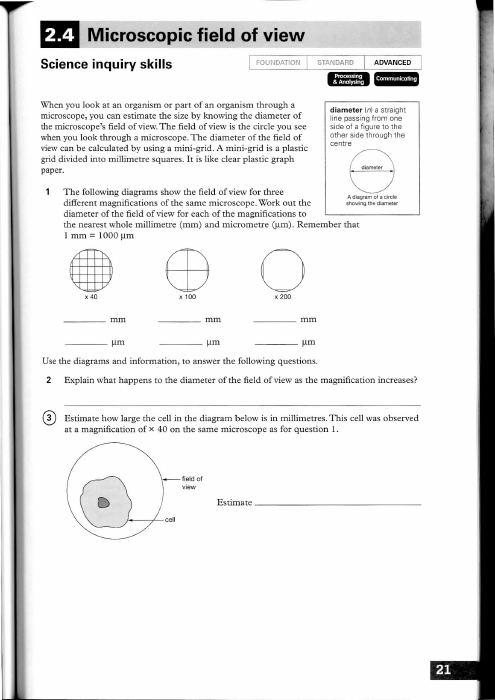 2.4 Microscopic field of view
Science inquiry skills
FOUNDATION STANDARD ADVANCED
Processing & Analysing Communicating
When you look at an organism or part of an organism through a
microscope, you can estimate the size by knowing the diameter of
the microscope's field of view. The field of view is the circle you see
when you look through a microscope. The diameter of the field of
view can be calculated by using a mini-grid. A mini-grid is a plastic
grid divided into millimetre squares. It is like clear plastic graph
paper.
diameter (n) a straight
line passing from one
side of a figure to the
other side through the
centre
diameter
A diagram of a circle
showing the diameter
1 The following diagrams show the field of view for three
different magnifications of the same microscope. Work out the
diameter of the field of view for each of the magnifications to
the nearest whole millimetre (mm) and micrometre (µm). Remember that
1 mm = 1000 µm
x 40 x 100 x 200
________ mm ________ mm ________ mm
________ µm ________ µm ________ µm
Use the diagrams and information, to answer the following questions.
2 Explain what happens to the diameter of the field of view as the magnification increases?
3 Estimate how large the cell in the diagram below is in millimetres. This cell was observed
at a magnification of × 40 on the same microscope as for question 1.
field of
view
Estimate ________
cell
21